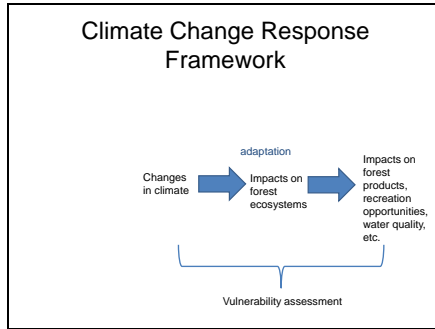 Climate Change Response
Framework
adaptation
Changes
in climate
Impacts on
forest
ecosystems
Impacts on
forest
products,
recreation
opportunities,
water quality,
etc.
Vulnerability assessment